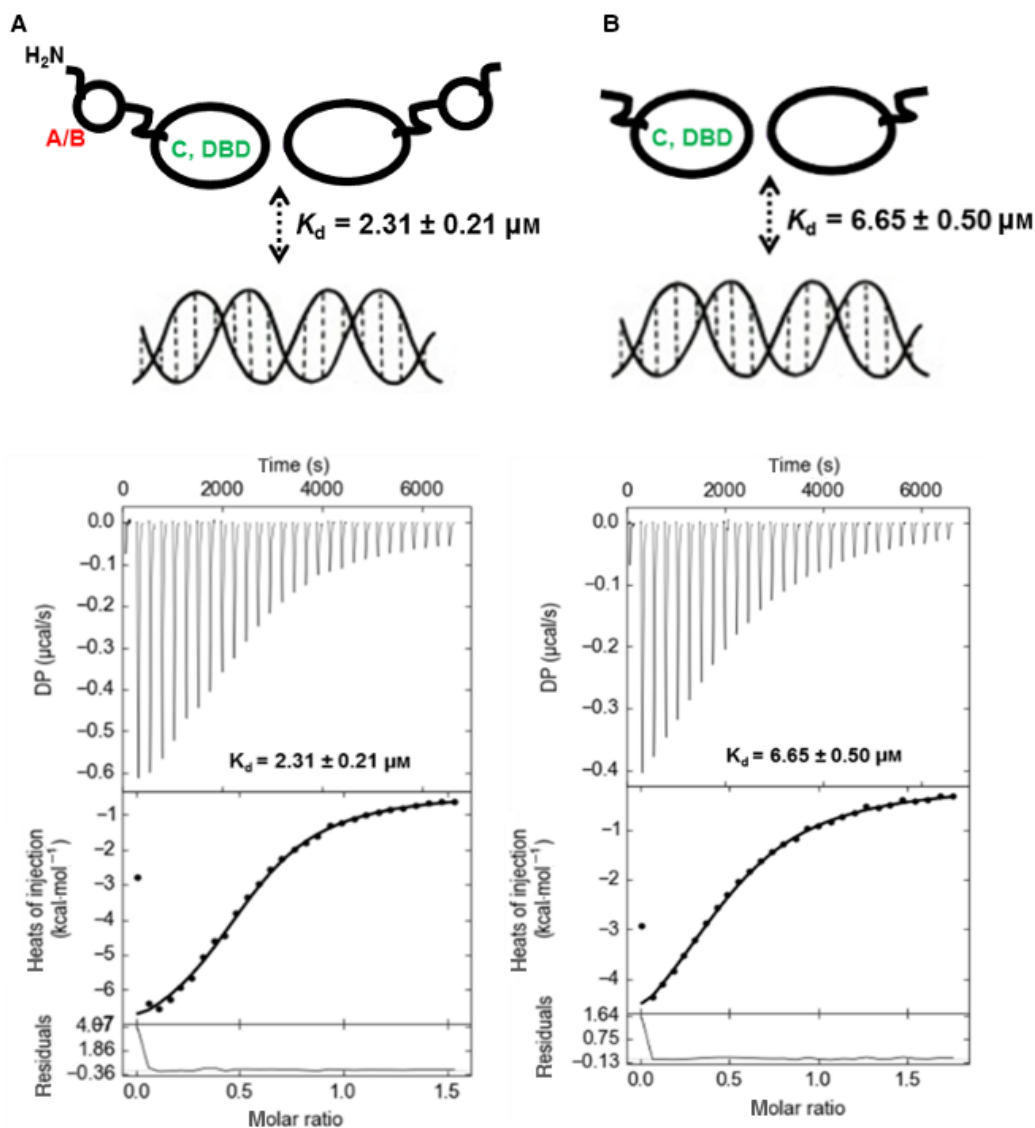 A
B
H₂N
A/B
C, DBD
C, DBD
Kd = 2.31 ± 0.21 µM
Kd = 6.65 ± 0.50 µM
Time (s)
0 2000 4000 6000
0.0
−0.1
−0.2
−0.3
−0.4
−0.5
−0.6
DP (µcal/s)
Kd = 2.31 ± 0.21 µM
−1
−2
−3
−4
−5
−6
−7
Heats of injection
(kcal·mol⁻¹)
4.07
1.86
−0.36
Residuals
0.0 0.5 1.0 1.5
Molar ratio
Time (s)
0 2000 4000 6000
0.0
−0.1
−0.2
−0.3
−0.4
DP (µcal/s)
Kd = 6.65 ± 0.50 µM
−1
−2
−3
−4
Heats of injection
(kcal·mol⁻¹)
1.64
0.75
−0.13
Residuals
0.0 0.5 1.0 1.5
Molar ratio